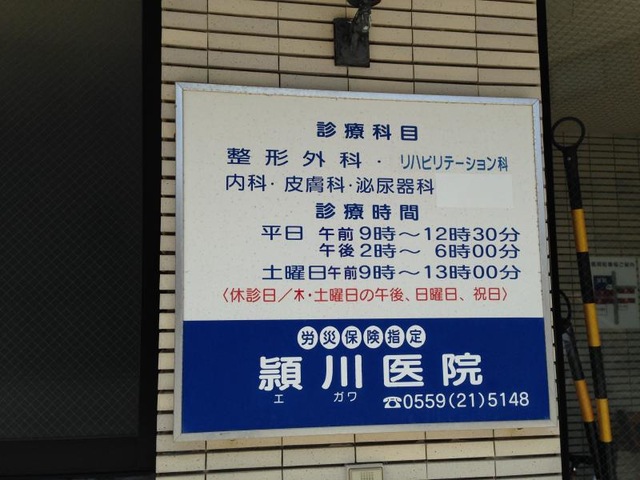 診療科目
整形外科・リハビリテーション科
内科・皮膚科・泌尿器科
診療時間
平日 午前9時〜12時30分
午後2時〜 6時00分
土曜日午前9時〜13時00分
〈休診日／木・土曜日の午後、日曜日、祝日〉
労災保険指定
頴川医院
エ ガワ ☎0559(21)5148